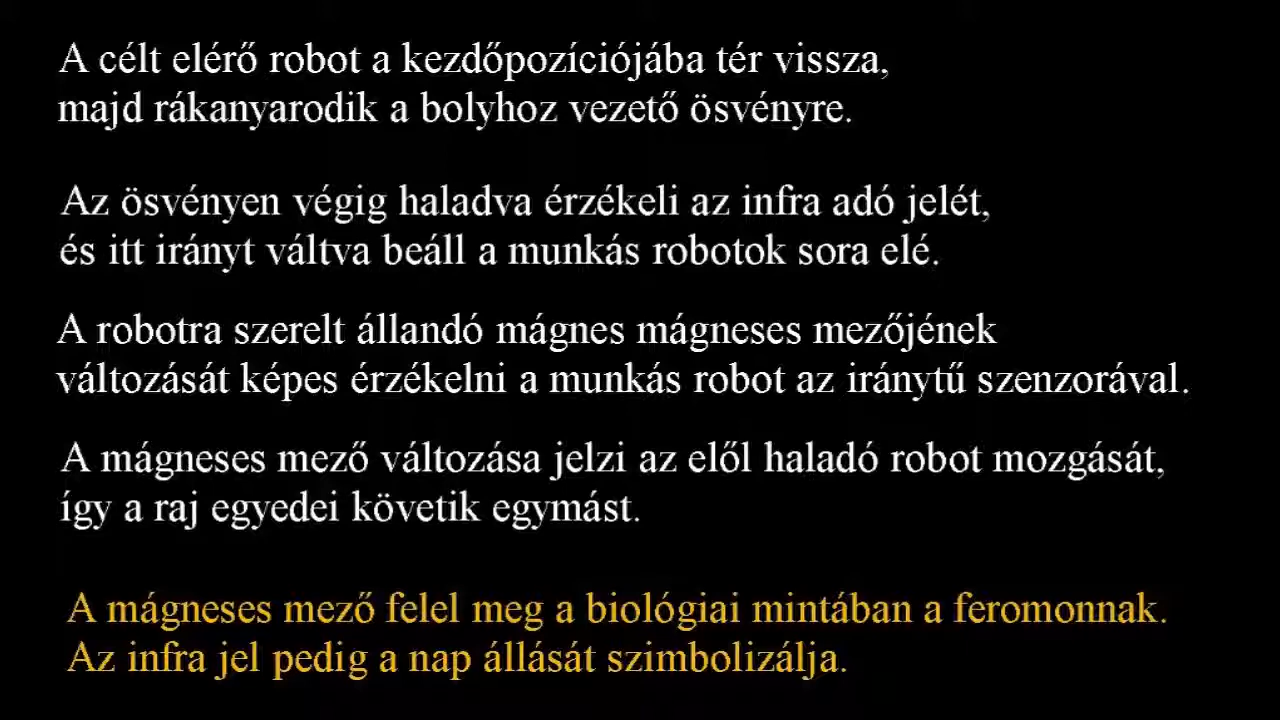 A célt elérő robot a kezdőpozíciójába tér vissza,
majd rákanyarodik a bolyhoz vezető ösvényre.
Az ösvényen végig haladva érzékeli az infra adó jelét,
és itt irányt váltva beáll a munkás robotok sora elé.
A robotra szerelt állandó mágnes mágneses mezőjének
változását képes érzékelni a munkás robot az iránytű szenzorával.
A mágneses mező változása jelzi az elől haladó robot mozgását,
így a raj egyedei követik egymást.
A mágneses mező felel meg a biológiai mintában a feromonnak.
Az infra jel pedig a nap állását szimbolizálja.